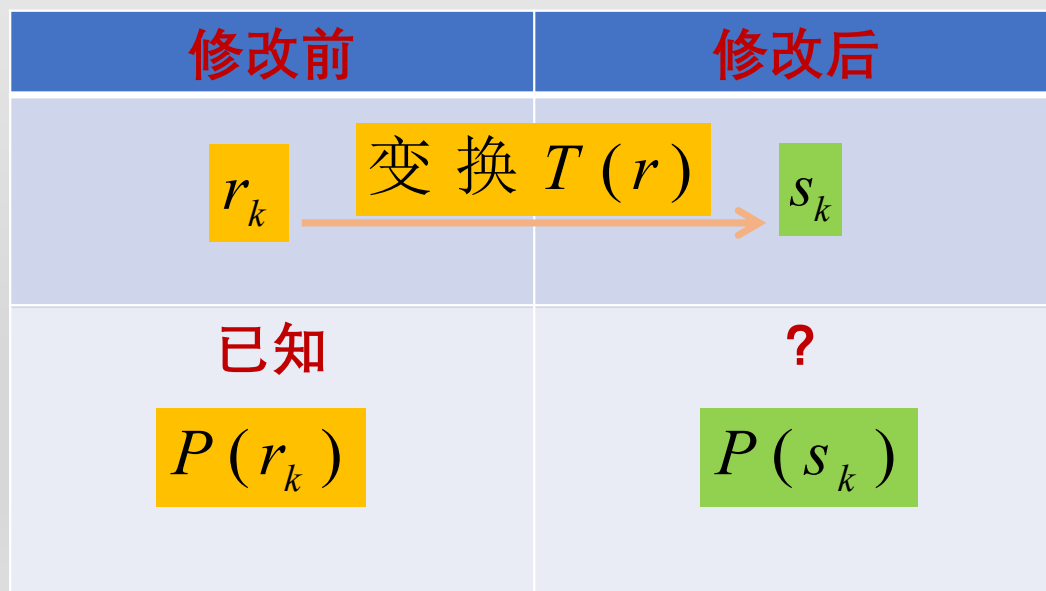 修改前 修改后
变换 T(r)
r_k s_k
已知 ?
P(r_k) P(s_k)